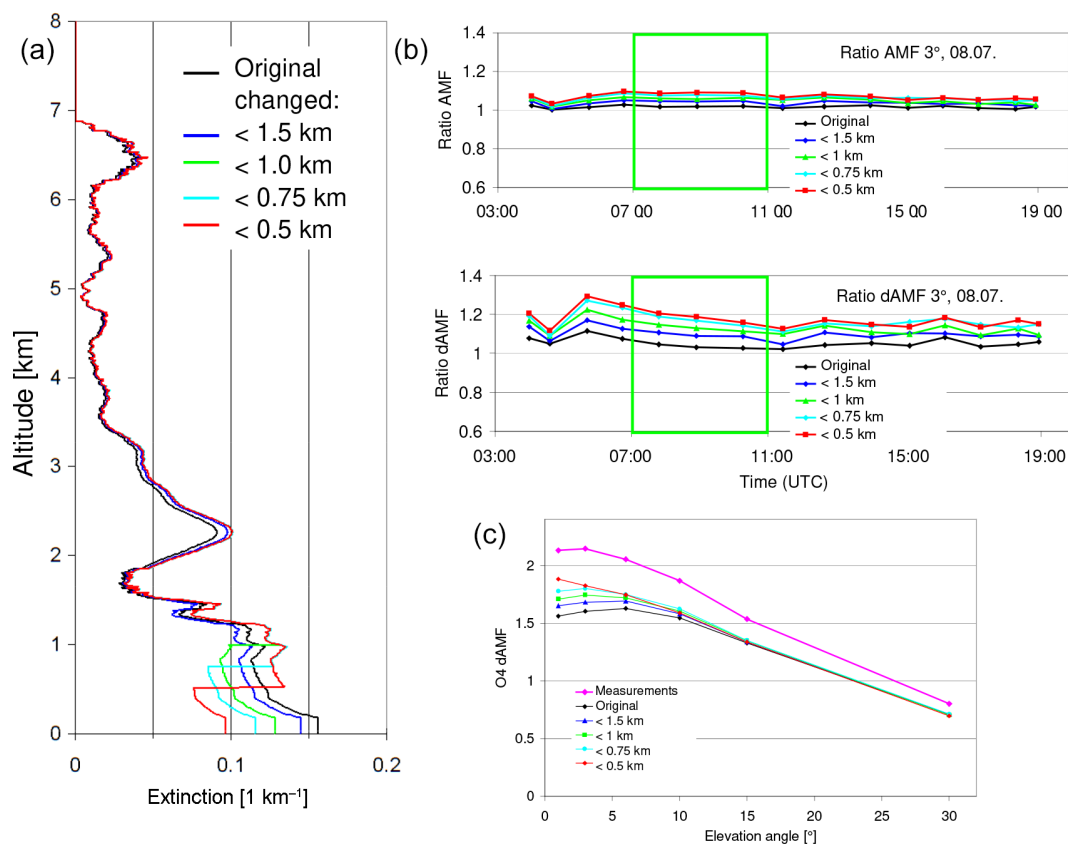 (a)
8
7
6
5
4
3
2
1
0
Altitude [km]
0
0.1
0.2
Extinction [1 km⁻¹]
Original
changed:
< 1.5 km
< 1.0 km
< 0.75 km
< 0.5 km
(b)
1.4
1.2
1
0.8
0.6
Ratio AMF
Ratio AMF 3°, 08.07.
Original
< 1.5 km
< 1 km
< 0.75 km
< 0.5 km
03:00
07 00
11 00
15 00
19 00
1.4
1.2
1
0.8
0.6
Ratio dAMF
Ratio dAMF 3°, 08.07.
Original
< 1.5 km
< 1 km
< 0.75 km
< 0.5 km
03:00
07:00
11:00
15:00
19:00
Time (UTC)
(c)
2
1.5
1
0.5
0
O4 dAMF
Measurements
Original
< 1.5 km
< 1 km
< 0.75 km
< 0.5 km
0
5
10
15
20
25
30
Elevation angle [°]